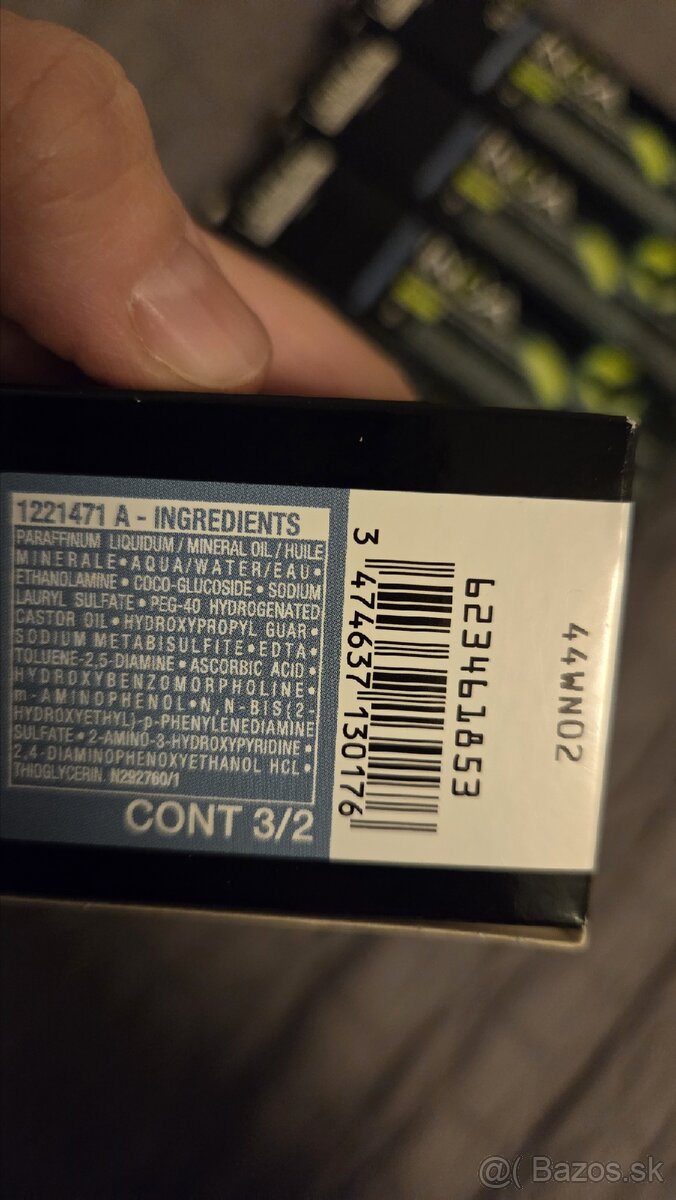 1221471 A - INGREDIENTS
PARAFFINUM LIQUIDUM / MINERAL OIL / HUILE
MINERALE • AQUA / WATER / EAU •
ETHANOLAMINE • COCO-GLUCOSIDE • SODIUM
LAURYL SULFATE • PEG-40 HYDROGENATED
CASTOR OIL • HYDROXYPROPYL GUAR •
SODIUM METABISULFITE • EDTA •
TOLUENE-2,5-DIAMINE • ASCORBIC ACID •
HYDROXYBENZOMORPHOLINE •
m-AMINOPHENOL • N,N-BIS(2-
HYDROXYETHYL)-p-PHENYLENEDIAMINE
SULFATE • 2-AMINO-3-HYDROXYPYRIDINE •
2,4-DIAMINOPHENOXYETHANOL HCL •
THIOGLYCERIN. N292760/1
CONT 3/2
3 474637 130176
623461853
44WN02
@( Bazos.sk